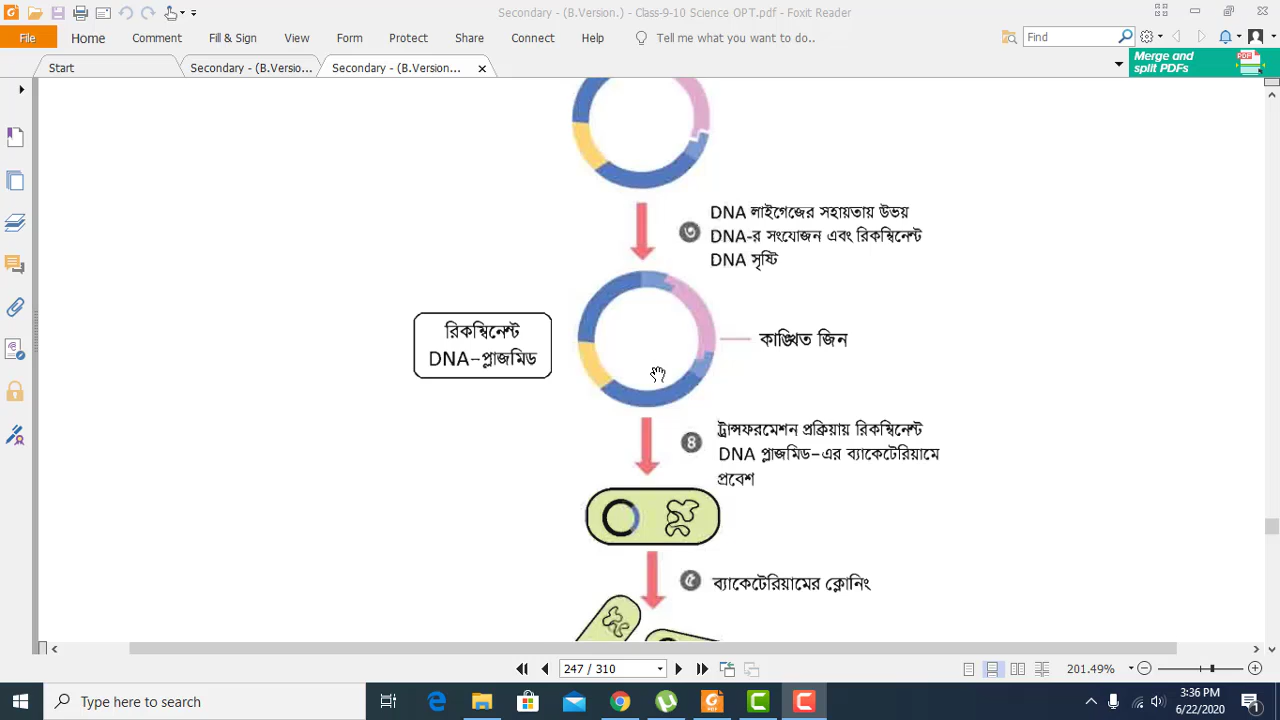 Secondary - (B.Version.) - Class-9-10 Science OPT.pdf - Foxit Reader
File Home Comment Fill & Sign View Form Protect Share Connect Help Tell me what you want to do.. Find
Start Secondary - (B.Versio... Secondary - (B.Version... Merge and
split PDFs
DNA লাইগেজের সহায়তায় উভয়
৩ DNA-র সংযোজন এবং রিকম্বিনেন্ট
DNA সৃষ্টি
রিকম্বিনেন্ট
DNA-প্লাজমিড
কাঙ্খিত জিন
ট্রান্সফরমেশন প্রক্রিয়ায় রিকম্বিনেন্ট
৪ DNA প্লাজমিড-এর ব্যাকেটেরিয়ামে
প্রবেশ
৫ ব্যাকেটেরিয়ামের ক্লোনিং
247 / 310 201.49%
Type here to search
3:36 PM
6/22/2020